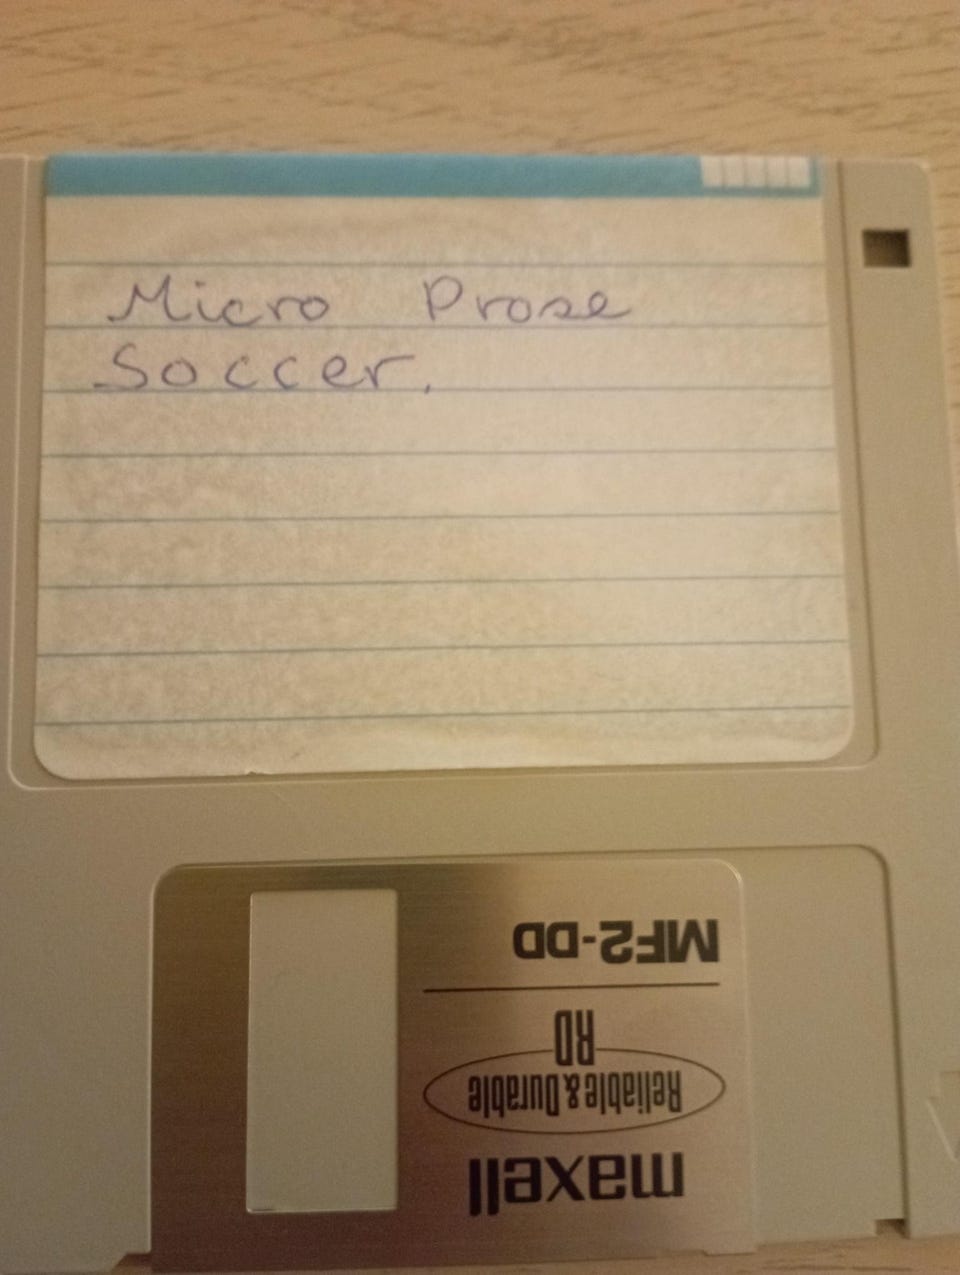 Micro Prose
Soccer.
MF2-DD
RD
Reliable & Durable
maxell